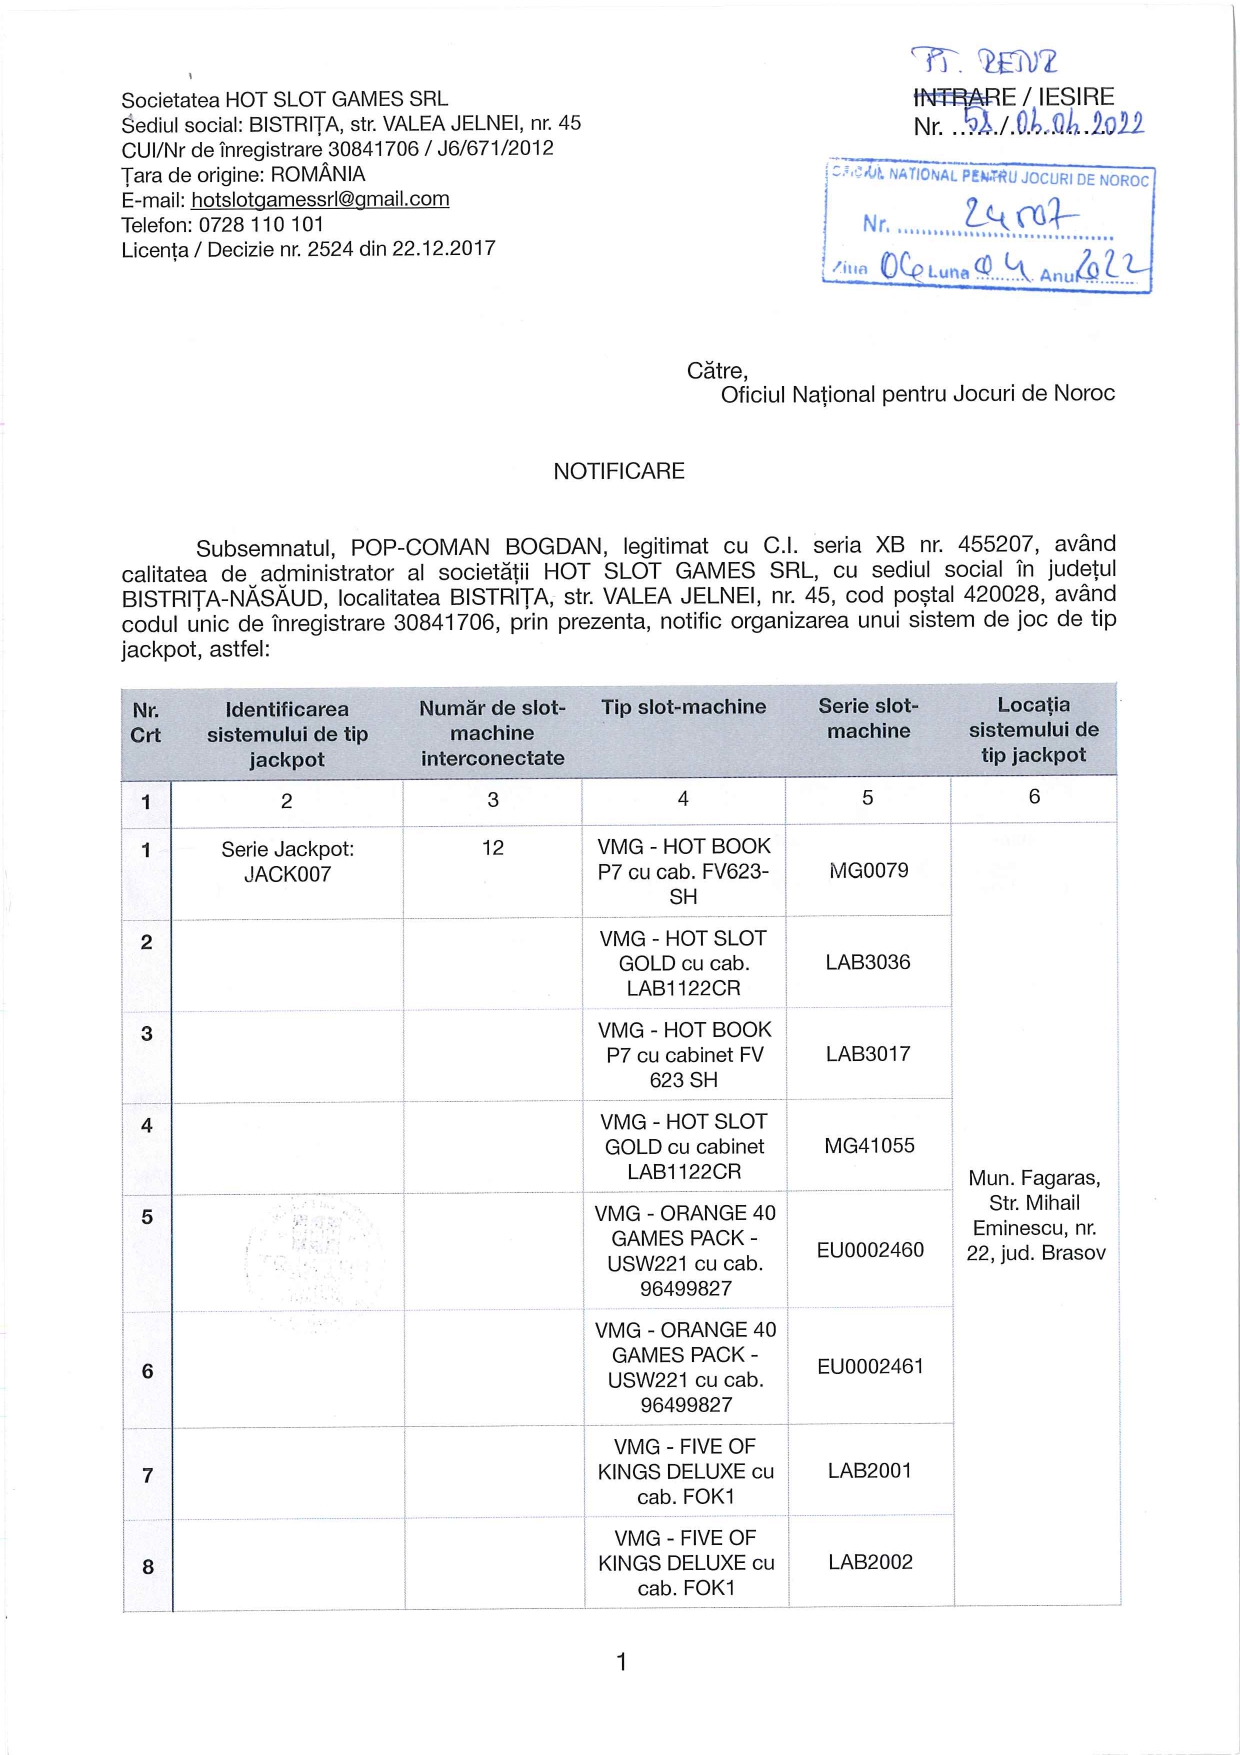 PT. RENR
Societatea HOT SLOT GAMES SRL
Sediul social: BISTRIȚA, str. VALEA JELNEI, nr. 45
CUI/Nr de înregistrare 30841706 / J6/671/2012
Țara de origine: ROMÂNIA
E-mail: hotslotgamessrl@gmail.com
Telefon: 0728 110 101
Licența / Decizie nr. 2524 din 22.12.2017
INTRARE / IESIRE
Nr. 58/06.04.2022
OFICIUL NATIONAL PENTRU JOCURI DE NOROC
Nr.
Ziua 06 Luna 04 Anul 2022
Către,
Oficiul Național pentru Jocuri de Noroc
NOTIFICARE
Subsemnatul, POP-COMAN BOGDAN, legitimat cu C.I. seria XB nr. 455207, având
calitatea de administrator al societății HOT SLOT GAMES SRL, cu sediul social în județul
BISTRIȚA-NĂSĂUD, localitatea BISTRIȚA, str. VALEA JELNEI, nr. 45, cod poștal 420028, având
codul unic de înregistrare 30841706, prin prezenta, notific organizarea unui sistem de joc de tip
jackpot, astfel:
Nr.
Crt
Identificarea
sistemului de tip
jackpot
Număr de slot-
machine
interconectate
Tip slot-machine
Serie slot-
machine
Locația
sistemului de
tip jackpot
1 2 3 4 5 6
1
Serie Jackpot:
JACK007
12
VMG - HOT BOOK
P7 cu cab. FV623-
SH
MG0079
2
VMG - HOT SLOT
GOLD cu cab.
LAB1122CR
LAB3036
3
VMG - HOT BOOK
P7 cu cabinet FV
623 SH
LAB3017
4
VMG - HOT SLOT
GOLD cu cabinet
LAB1122CR
MG41055
5
VMG - ORANGE 40
GAMES PACK -
USW221 cu cab.
96499827
EU0002460
6
VMG - ORANGE 40
GAMES PACK -
USW221 cu cab.
96499827
EU0002461
7
VMG - FIVE OF
KINGS DELUXE cu
cab. FOK1
LAB2001
8
VMG - FIVE OF
KINGS DELUXE cu
cab. FOK1
LAB2002
Mun. Fagaras,
Str. Mihail
Eminescu, nr.
22, jud. Brasov
1